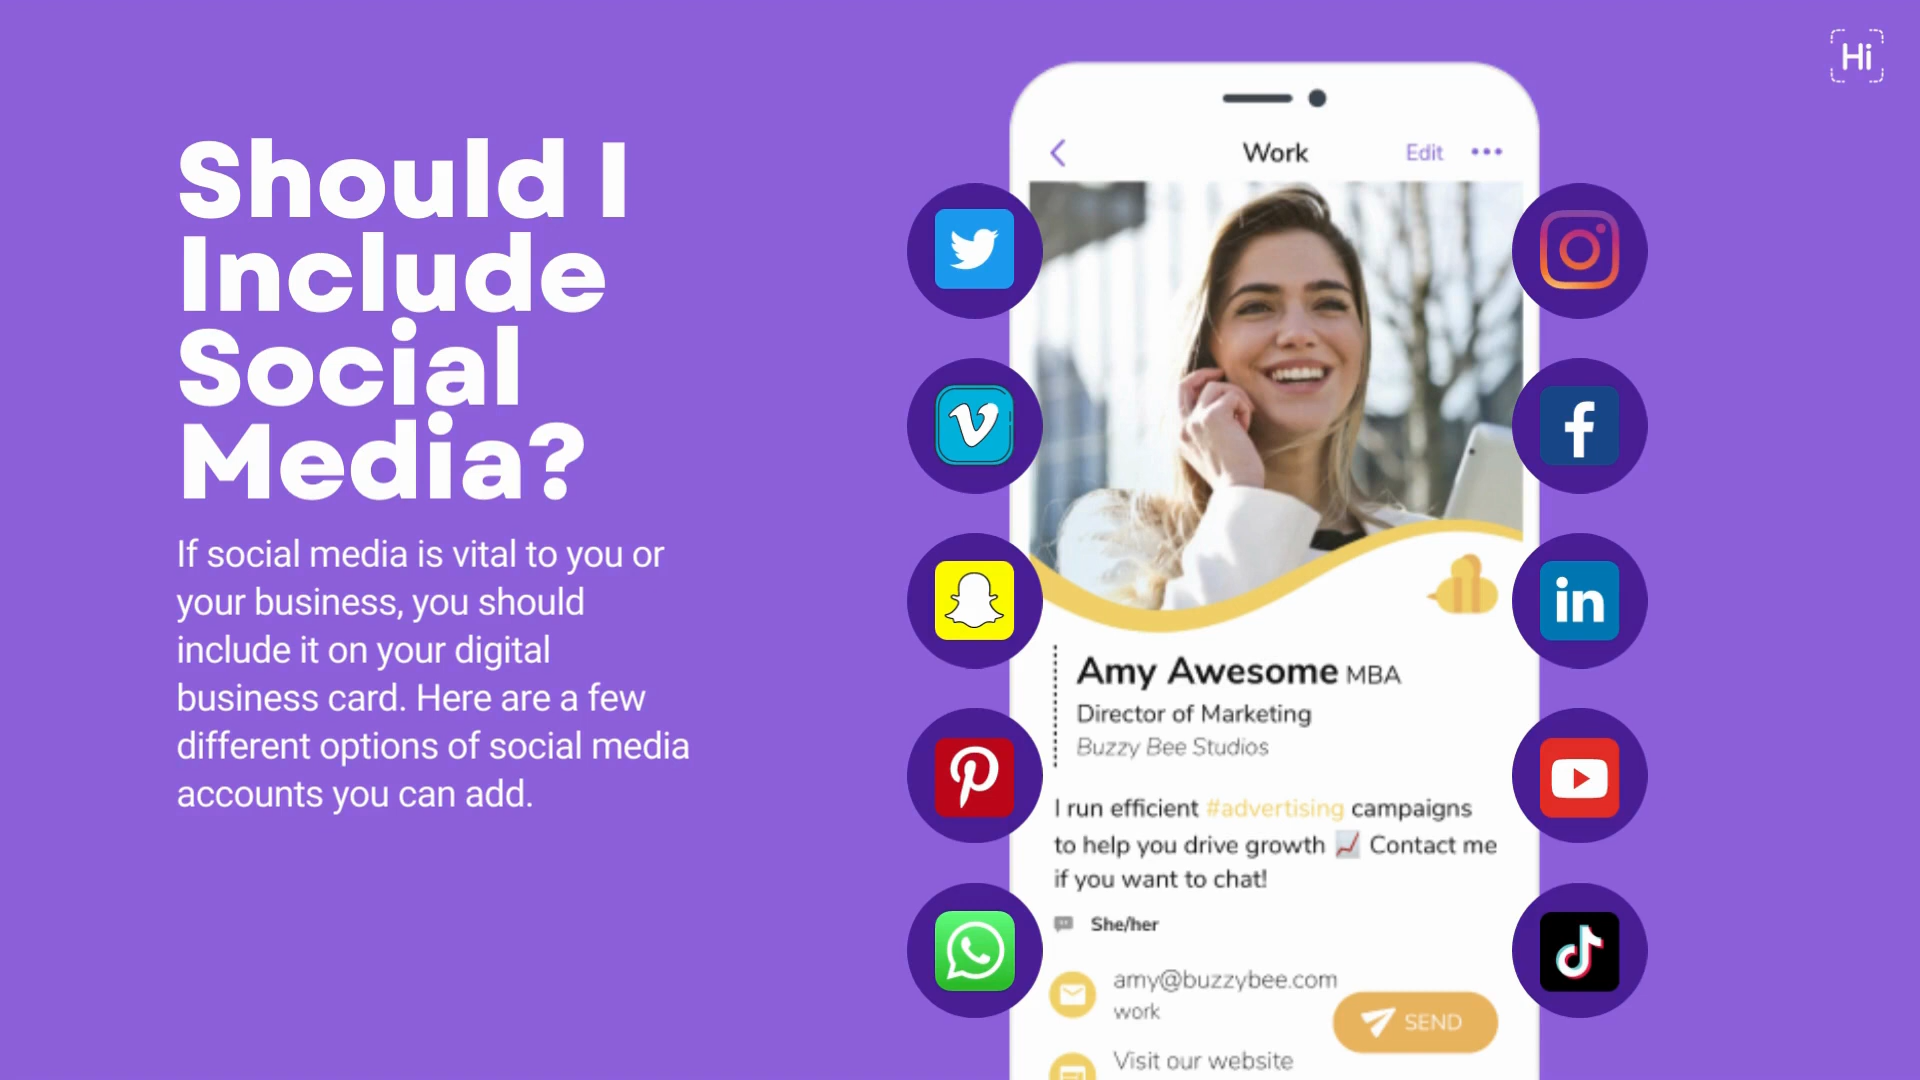 Hi
Should I
Include
Social
Media?
If social media is vital to you or
your business, you should
include it on your digital
business card. Here are a few
different options of social media
accounts you can add.
Work
Edit
in
Amy Awesome MBA
Director of Marketing
Buzzy Bee Studios
I run efficient #advertising campaigns
to help you drive growth 📈 Contact me
if you want to chat!
She/her
amy@buzzybee.com
work
SEND
Visit our website